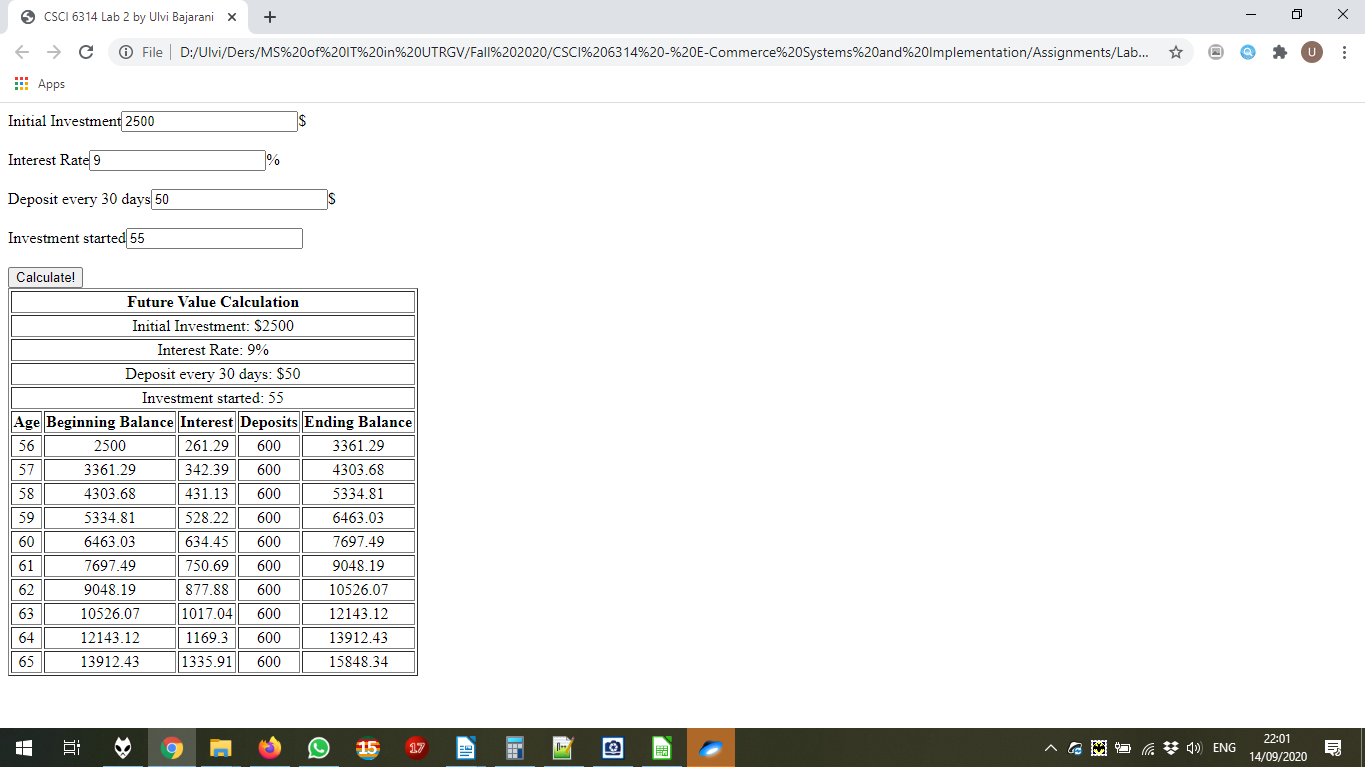 CSCI 6314 Lab 2 by Ulvi Bajarani
File | D:/Ulvi/Ders/MS%20of%20IT%20in%20UTRGV/Fall%202020/CSCI%206314%20-%20E-Commerce%20Systems%20and%20Implementation/Assignments/Lab...
U
Apps
Initial Investment 2500 $
Interest Rate 9 %
Deposit every 30 days 50 $
Investment started 55
Calculate!
Future Value Calculation
Initial Investment: $2500
Interest Rate: 9%
Deposit every 30 days: $50
Investment started: 55
Age Beginning Balance Interest Deposits Ending Balance
56 2500 261.29 600 3361.29
57 3361.29 342.39 600 4303.68
58 4303.68 431.13 600 5334.81
59 5334.81 528.22 600 6463.03
60 6463.03 634.45 600 7697.49
61 7697.49 750.69 600 9048.19
62 9048.19 877.88 600 10526.07
63 10526.07 1017.04 600 12143.12
64 12143.12 1169.3 600 13912.43
65 13912.43 1335.91 600 15848.34
15 17 ENG 22:01
14/09/2020